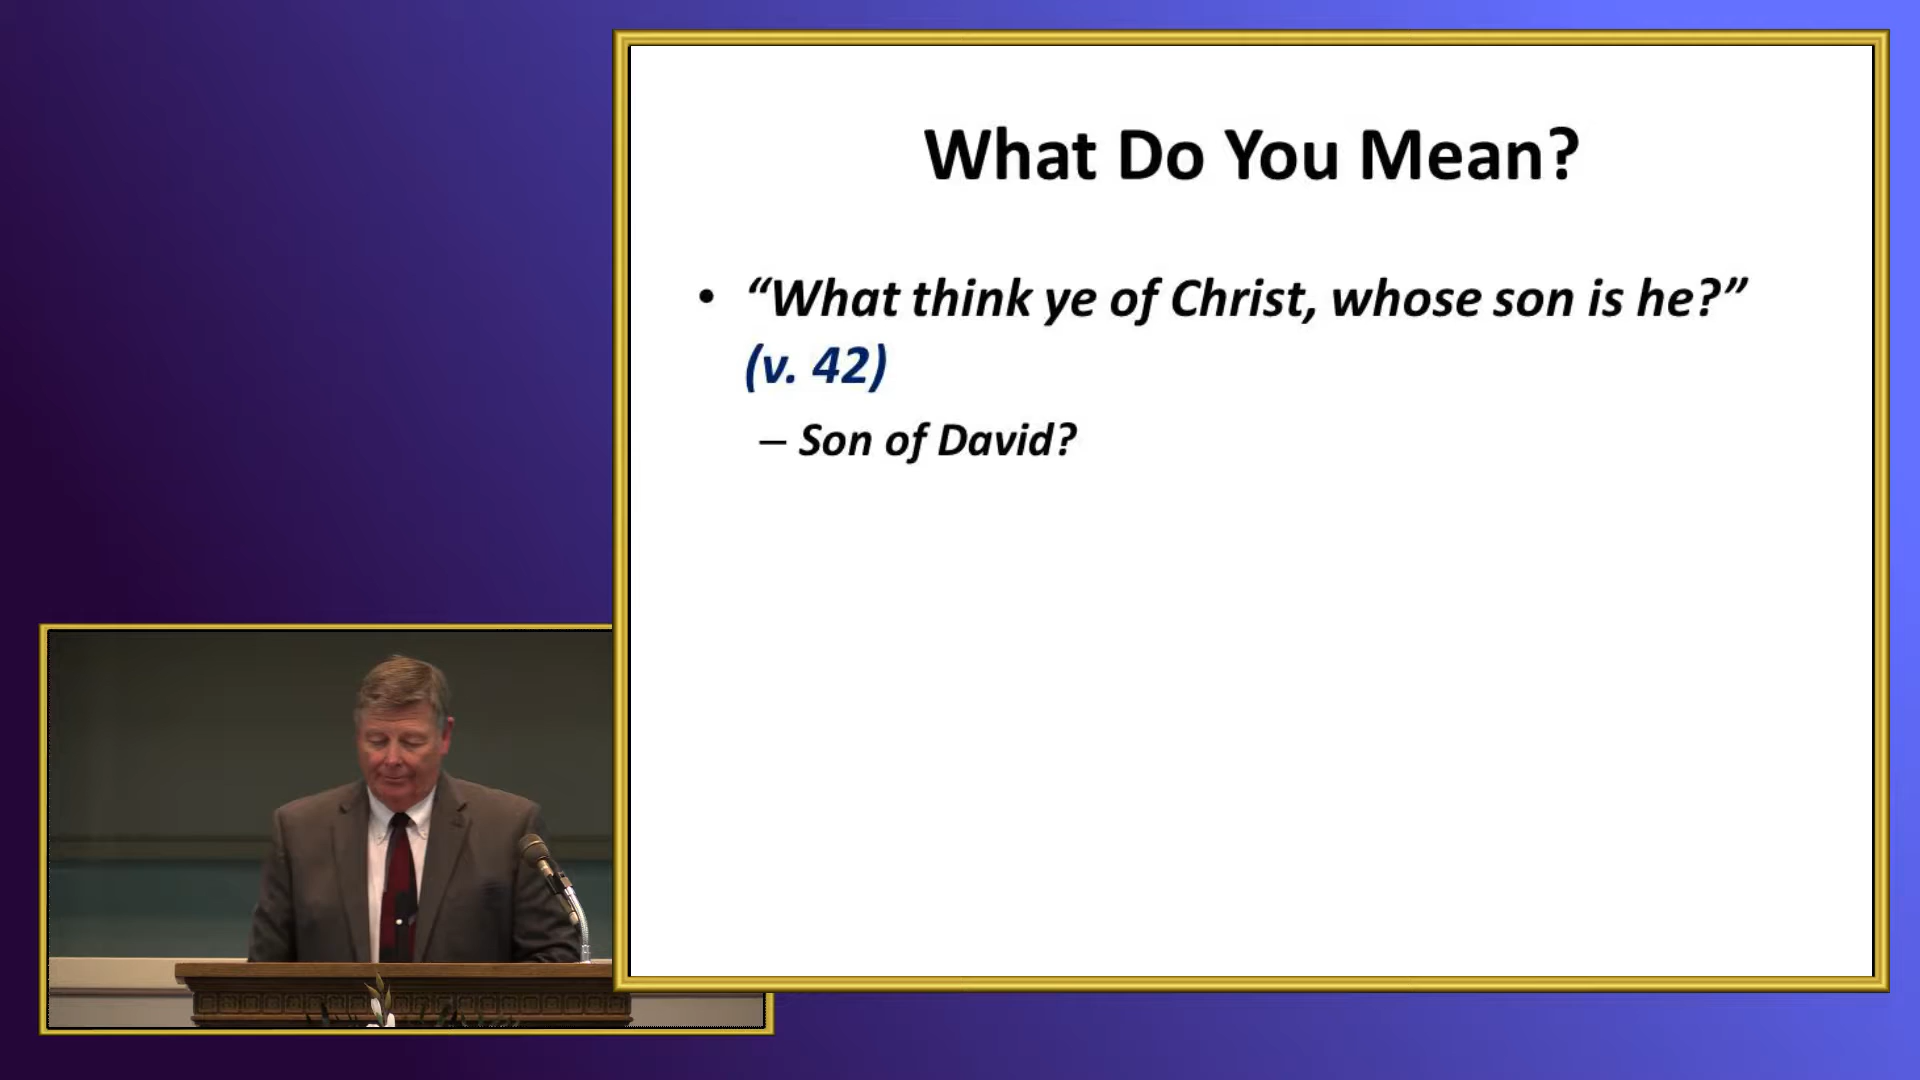 What Do You Mean?
• “What think ye of Christ, whose son is he?”
(v. 42)
– Son of David?